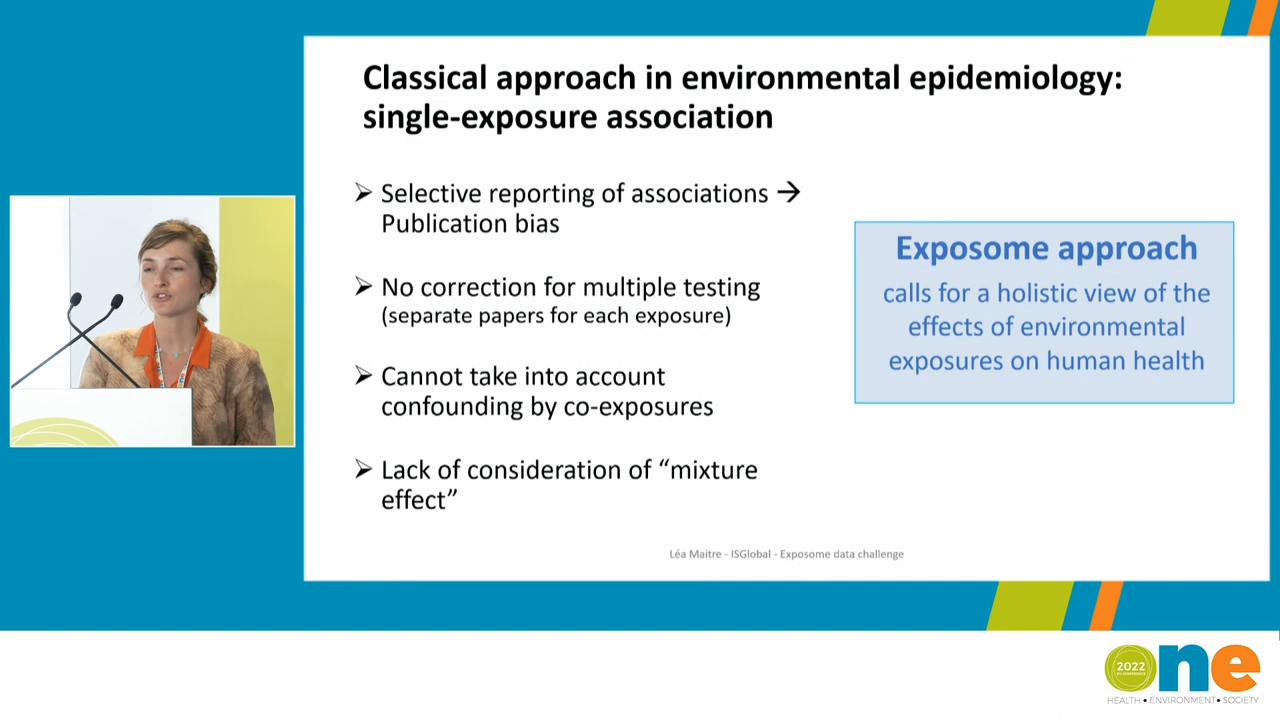 Classical approach in environmental epidemiology:
single-exposure association
➢ Selective reporting of associations →
Publication bias
➢ No correction for multiple testing
(separate papers for each exposure)
➢ Cannot take into account
confounding by co-exposures
➢ Lack of consideration of “mixture
effect”
Exposome approach
calls for a holistic view of the
effects of environmental
exposures on human health
Léa Maitre - ISGlobal - Exposome data challenge
2022
one
HEALTH • ENVIRONMENT • SOCIETY